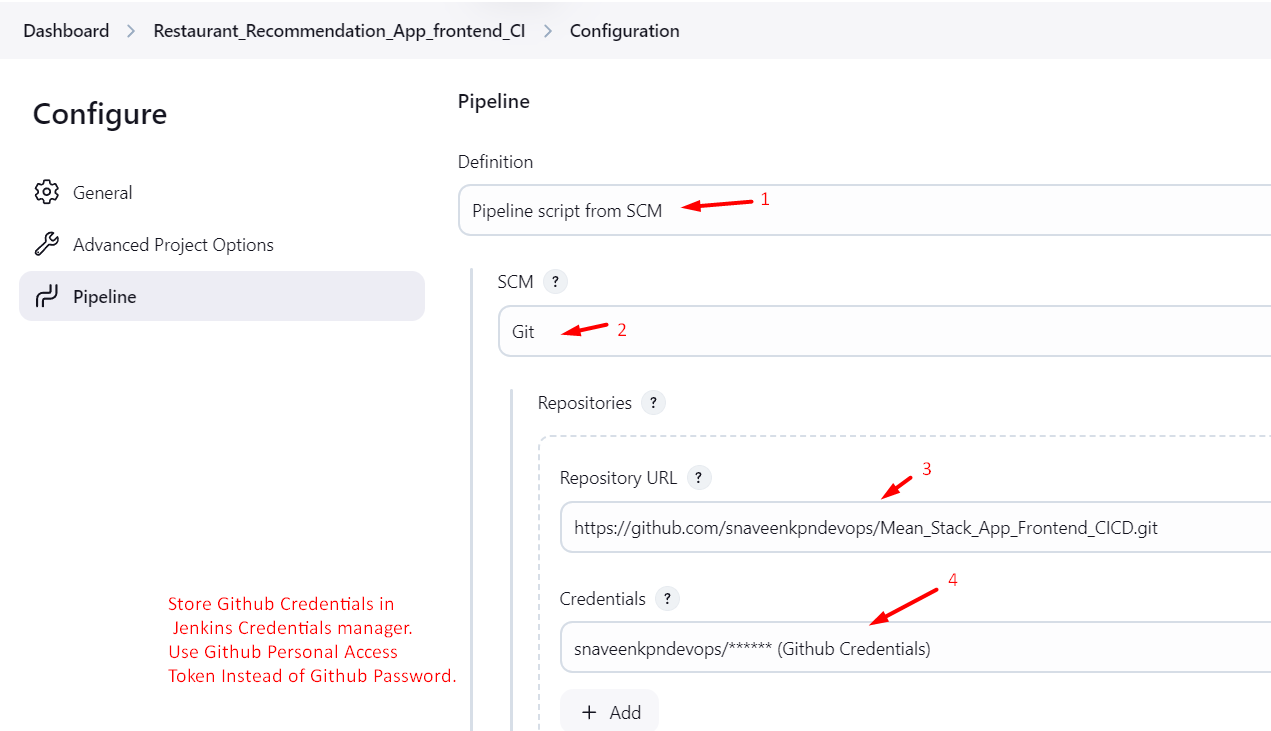 Dashboard > Restaurant_Recommendation_App_frontend_CI > Configuration
Configure
General
Advanced Project Options
Pipeline
Pipeline
Definition
Pipeline script from SCM
1
SCM ?
Git
2
Repositories ?
Repository URL ?
3
https://github.com/snaveenkpndevops/Mean_Stack_App_Frontend_CICD.git
Credentials ?
4
snaveenkpndevops/****** (Github Credentials)
+ Add
Store Github Credentials in
Jenkins Credentials manager.
Use Github Personal Access
Token Instead of Github Password.